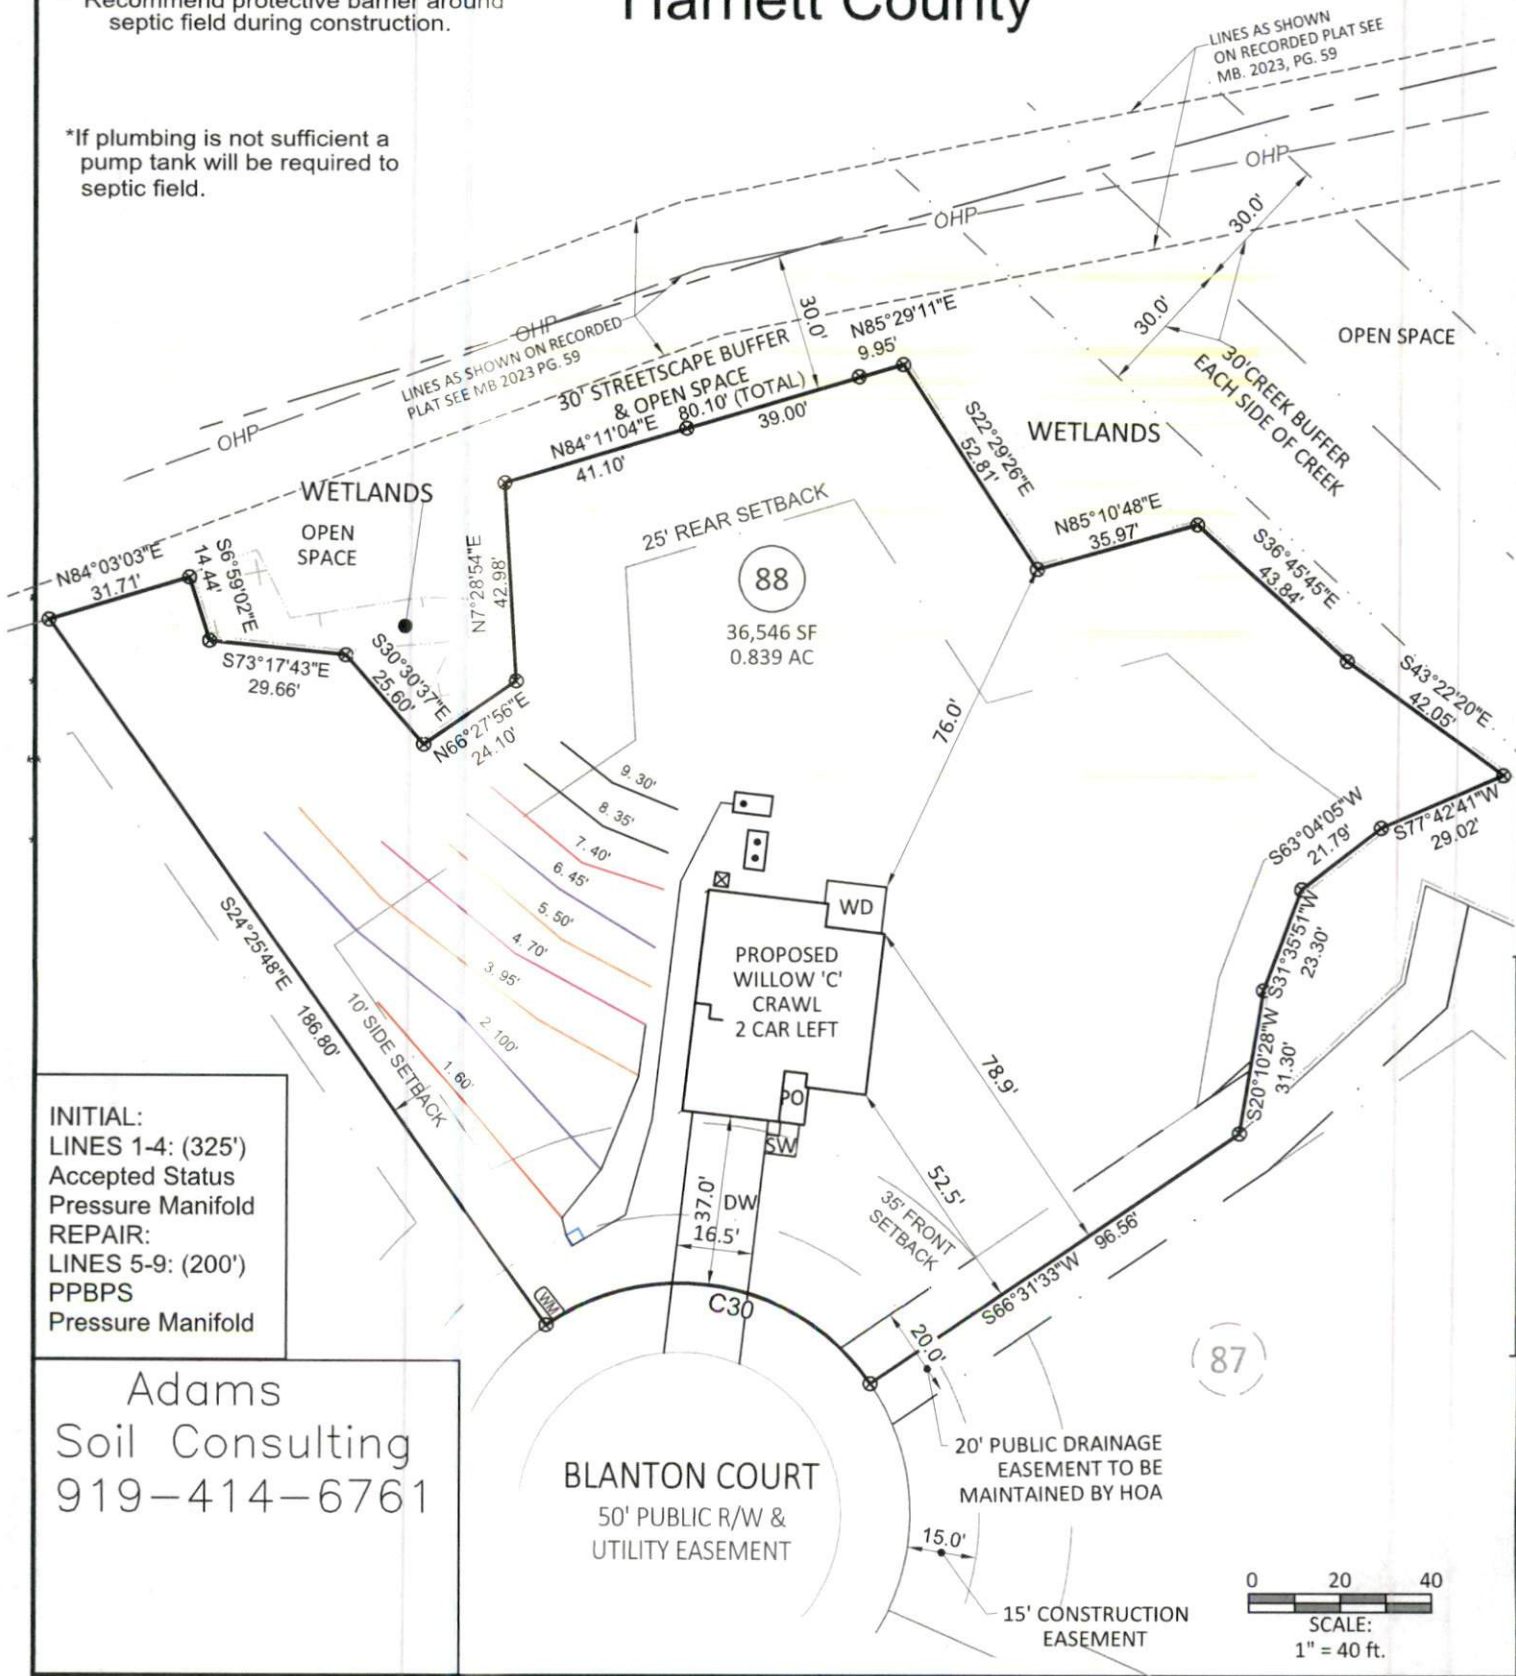 Recommend protective barrier around
septic field during construction.
Harnett County
*If plumbing is not sufficient a
pump tank will be required to
septic field.
LINES AS SHOWN
ON RECORDED PLAT SEE
MB. 2023, PG. 59
OHP
OHP
OHP
OHP
30.0'
30.0'
30'CREEK BUFFER
EACH SIDE OF CREEK
OPEN SPACE
LINES AS SHOWN ON RECORDED
PLAT SEE MB 2023 PG. 59
30' STREETSCAPE BUFFER
& OPEN SPACE
30.0'
N85°29'11"E
9.95'
N84°11'04"E 80.10' (TOTAL)
41.10'
39.00'
S22°29'26"E
52.81'
WETLANDS
N85°10'48"E
35.97'
S36°45'45"E
43.84'
S43°22'20"E
42.05'
S77°42'41"W
29.02'
S63°04'05"W
21.79'
S31°35'51"W
23.30'
S20°10'28"W
31.30'
WETLANDS
OPEN
SPACE
N84°03'03"E
31.71'
S6°59'02"E
14.44'
S73°17'43"E
29.66'
S30°30'37"E
25.60'
N66°27'56"E
24.10'
N7°28'54"E
42.98'
25' REAR SETBACK
88
36,546 SF
0.839 AC
76.0'
9. 30'
8. 35'
7. 40'
6. 45'
5. 50'
4. 70'
3. 95'
2. 100'
1. 60'
S24°25'48"E 186.80'
10' SIDE SETBACK
WD
PROPOSED
WILLOW 'C'
CRAWL
2 CAR LEFT
PO
SW
DW
37.0'
16.5'
78.9'
52.5'
35' FRONT
SETBACK
S66°31'33"W 96.56'
WM
C30
20.0'
87
INITIAL:
LINES 1-4: (325')
Accepted Status
Pressure Manifold
REPAIR:
LINES 5-9: (200')
PPBPS
Pressure Manifold
Adams
Soil Consulting
919-414-6761
BLANTON COURT
50' PUBLIC R/W &
UTILITY EASEMENT
20' PUBLIC DRAINAGE
EASEMENT TO BE
MAINTAINED BY HOA
15.0'
15' CONSTRUCTION
EASEMENT
0 20 40
SCALE:
1" = 40 ft.